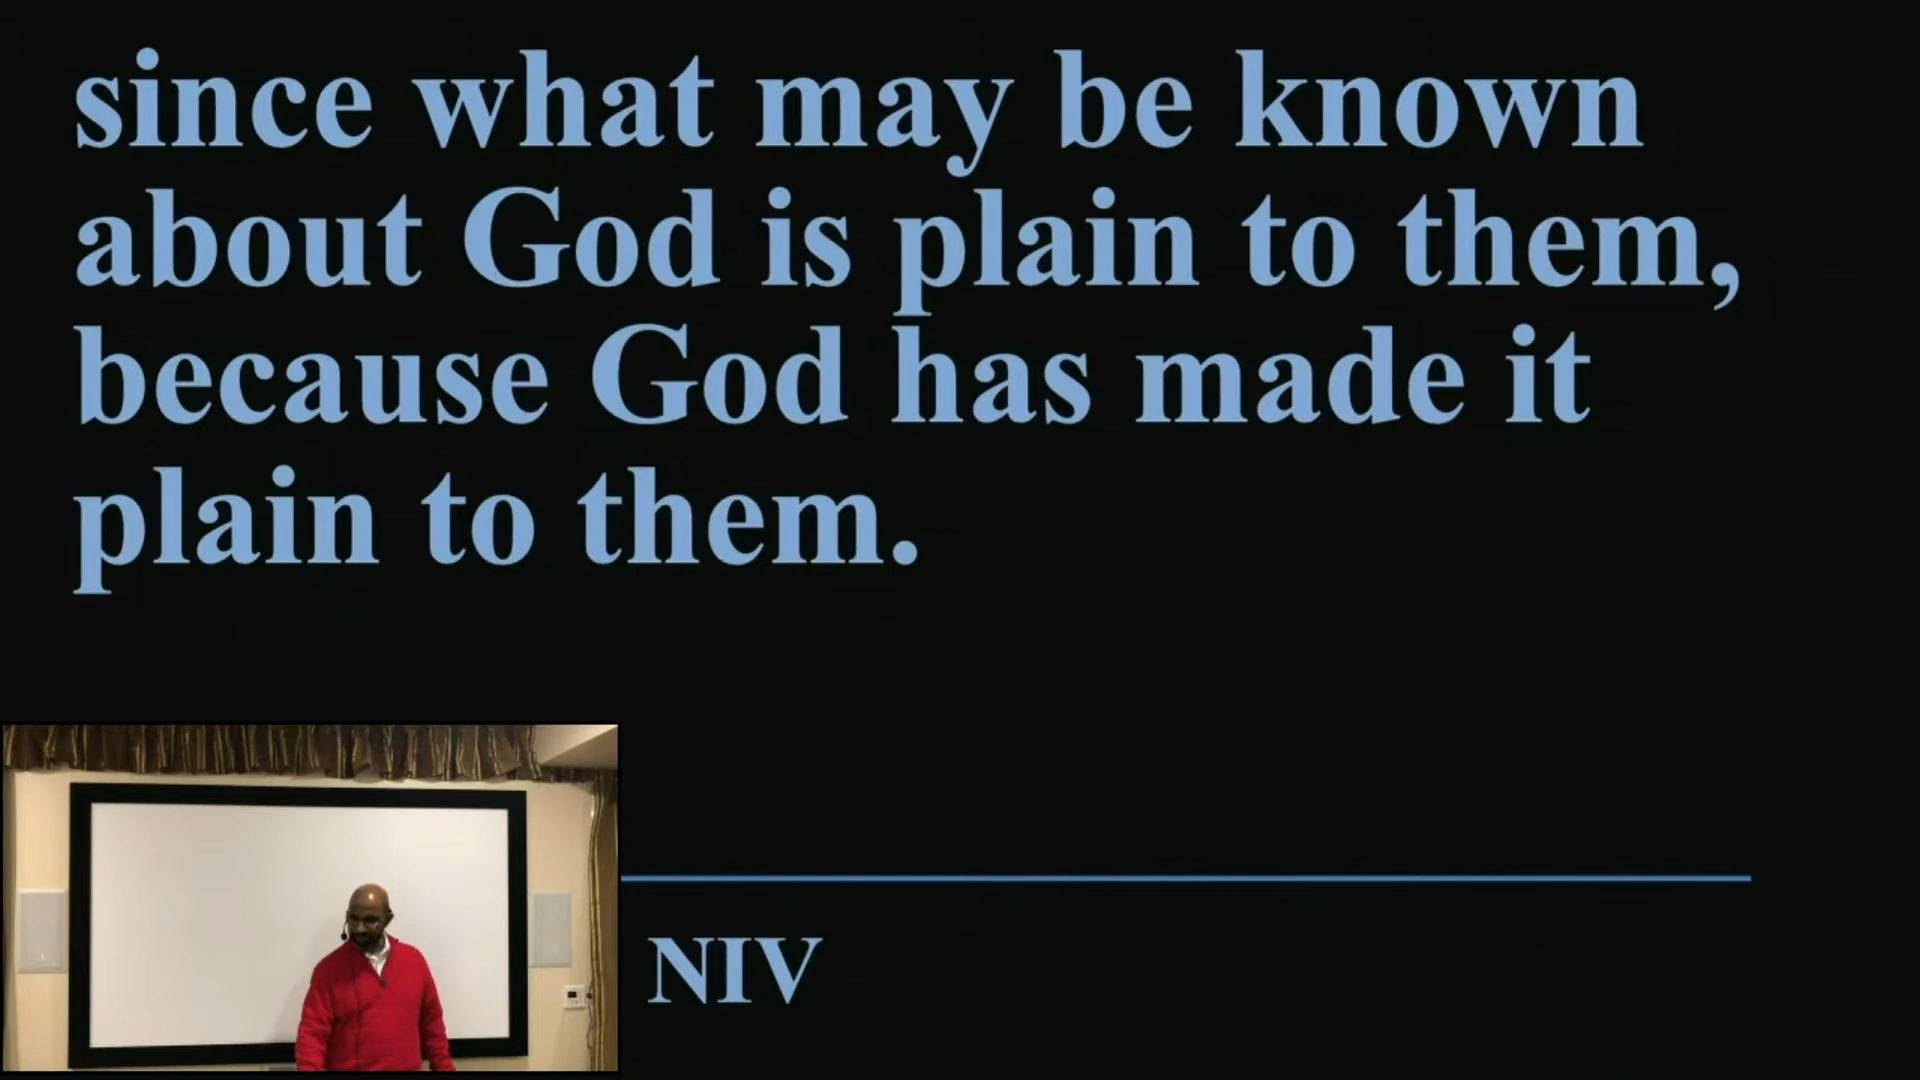 since what may be known
about God is plain to them,
because God has made it
plain to them.
NIV